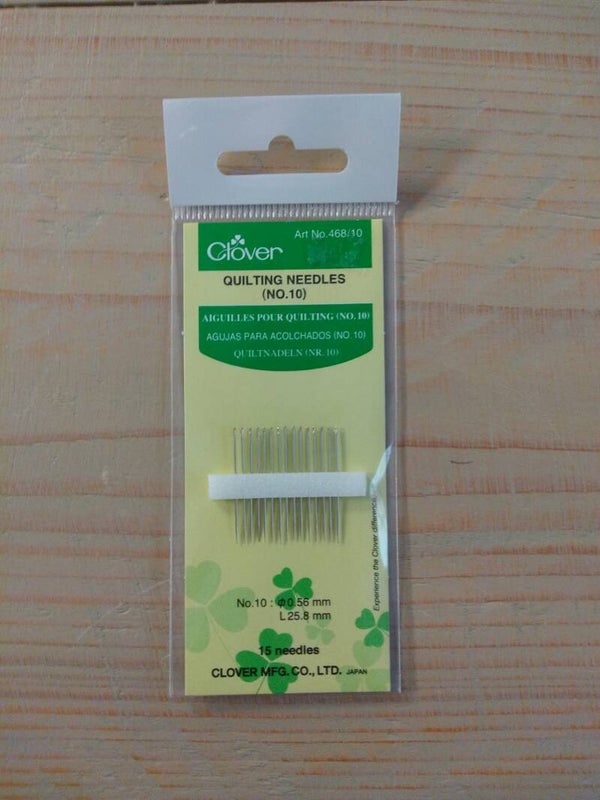 Art No.468/10
Clover
QUILTING NEEDLES
(NO.10)
AIGUILLES POUR QUILTING (NO.10)
AGUJAS PARA ACOLCHADOS (NO.10)
QUILTNADELN (NR.10)
Experience the Clover difference
No.10 : φ0.56 mm
L 25.8 mm
15 needles
CLOVER MFG.CO.,LTD. JAPAN